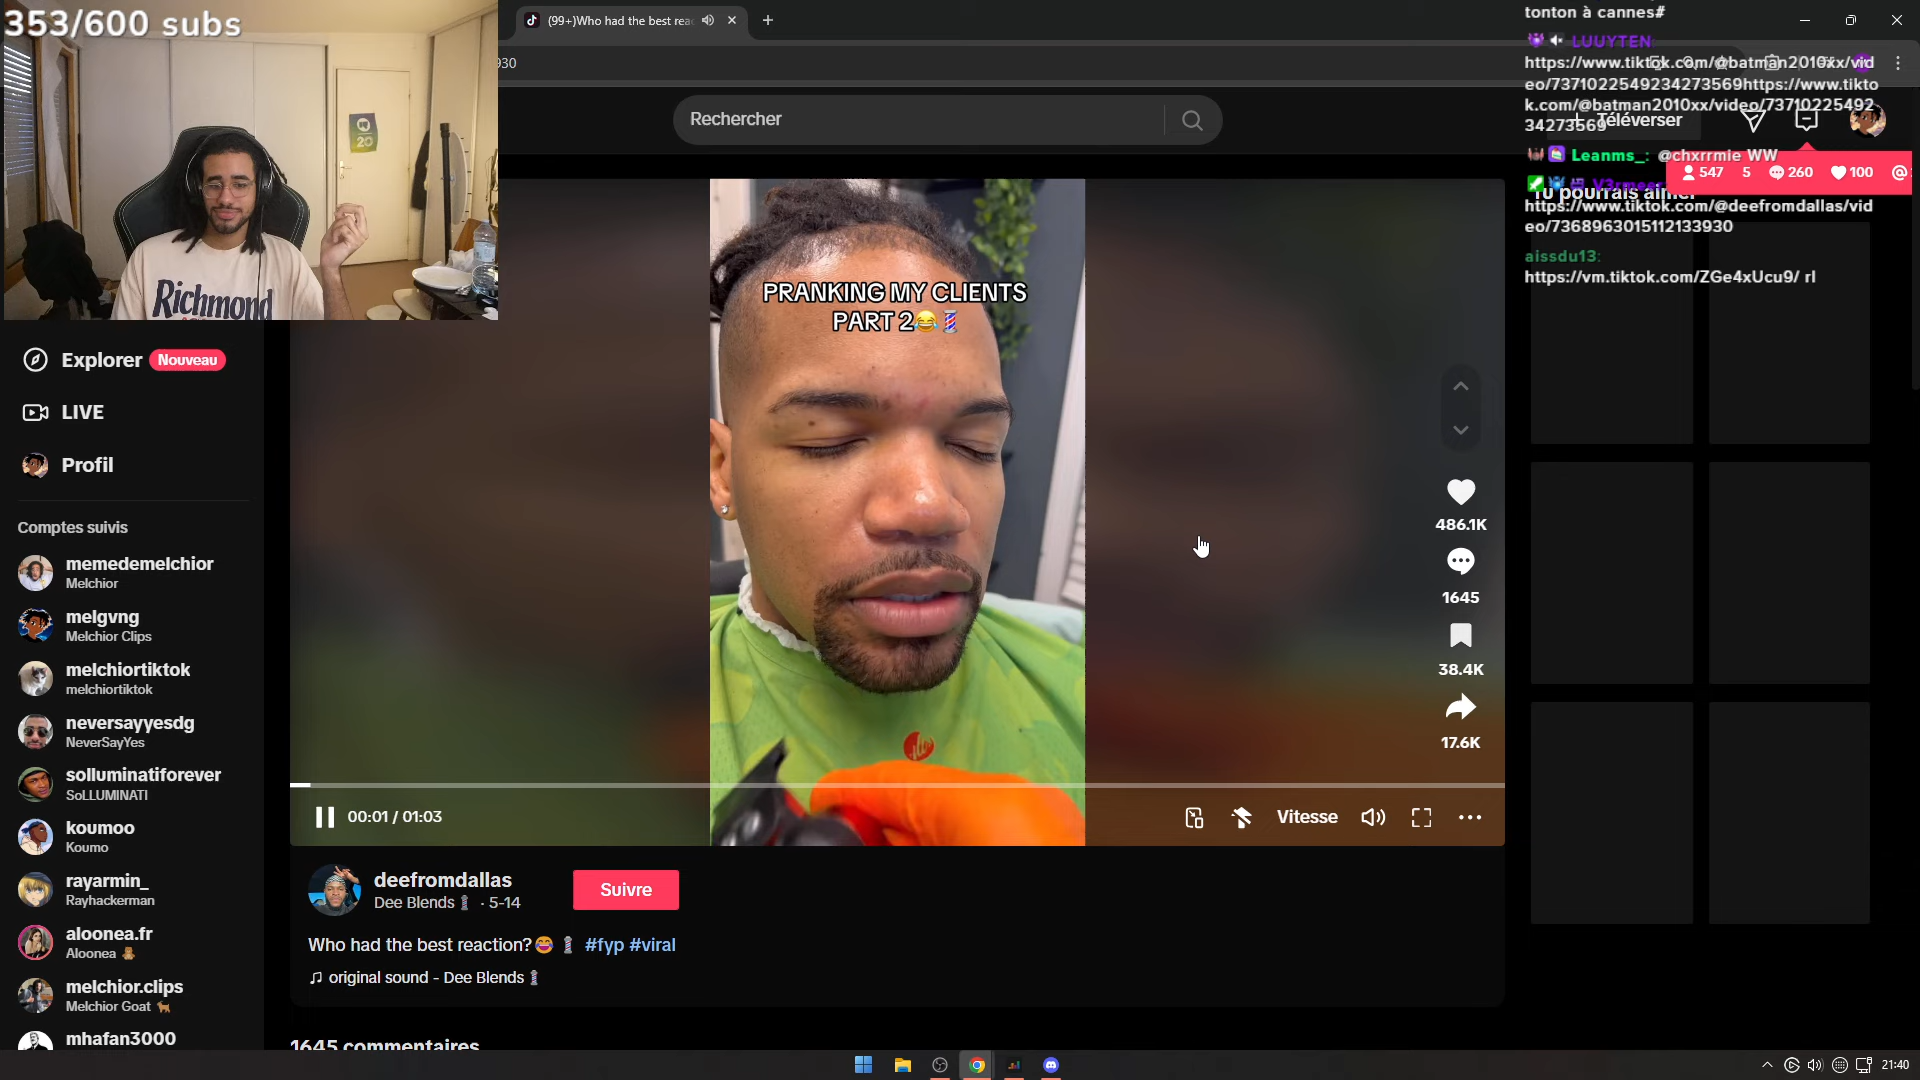 353/600 subs
(99+)Who had the best rea
930
tonton à cannes#
LUUYTEN
https://www.tiktok.com/@batman2010xx/vid
eo/7371022549234273569https://www.tikto
k.com/@batman2010xx/video/73710225492
34273569
Leanms_: @chxrrmie WW
https://www.tiktok.com/@deefromdallas/vid
eo/7368963015112133930
aissdu13:
https://vm.tiktok.com/ZGe4xUcu9/ rl
Rechercher
Téléverser
547 5 260 100 @
Tu pourrais aimer
Richmond
20
Explorer Nouveau
LIVE
Profil
Comptes suivis
memedemelchior
Melchior
melgvng
Melchior Clips
melchiortiktok
melchiortiktok
neversayyesdg
NeverSayYes
solluminatiforever
SoLLUMINATI
koumoo
Koumo
rayarmin_
Rayhackerman
aloonea.fr
Aloonea
melchior.clips
Melchior Goat
mhafan3000
PRANKING MY CLIENTS
PART 2😂💈
486.1K
1645
38.4K
17.6K
00:01 / 01:03
Vitesse
deefromdallas
Dee Blends💈 · 5-14
Suivre
Who had the best reaction?😂 💈 #fyp #viral
♫ original sound - Dee Blends💈
1645 commentaires
21:40